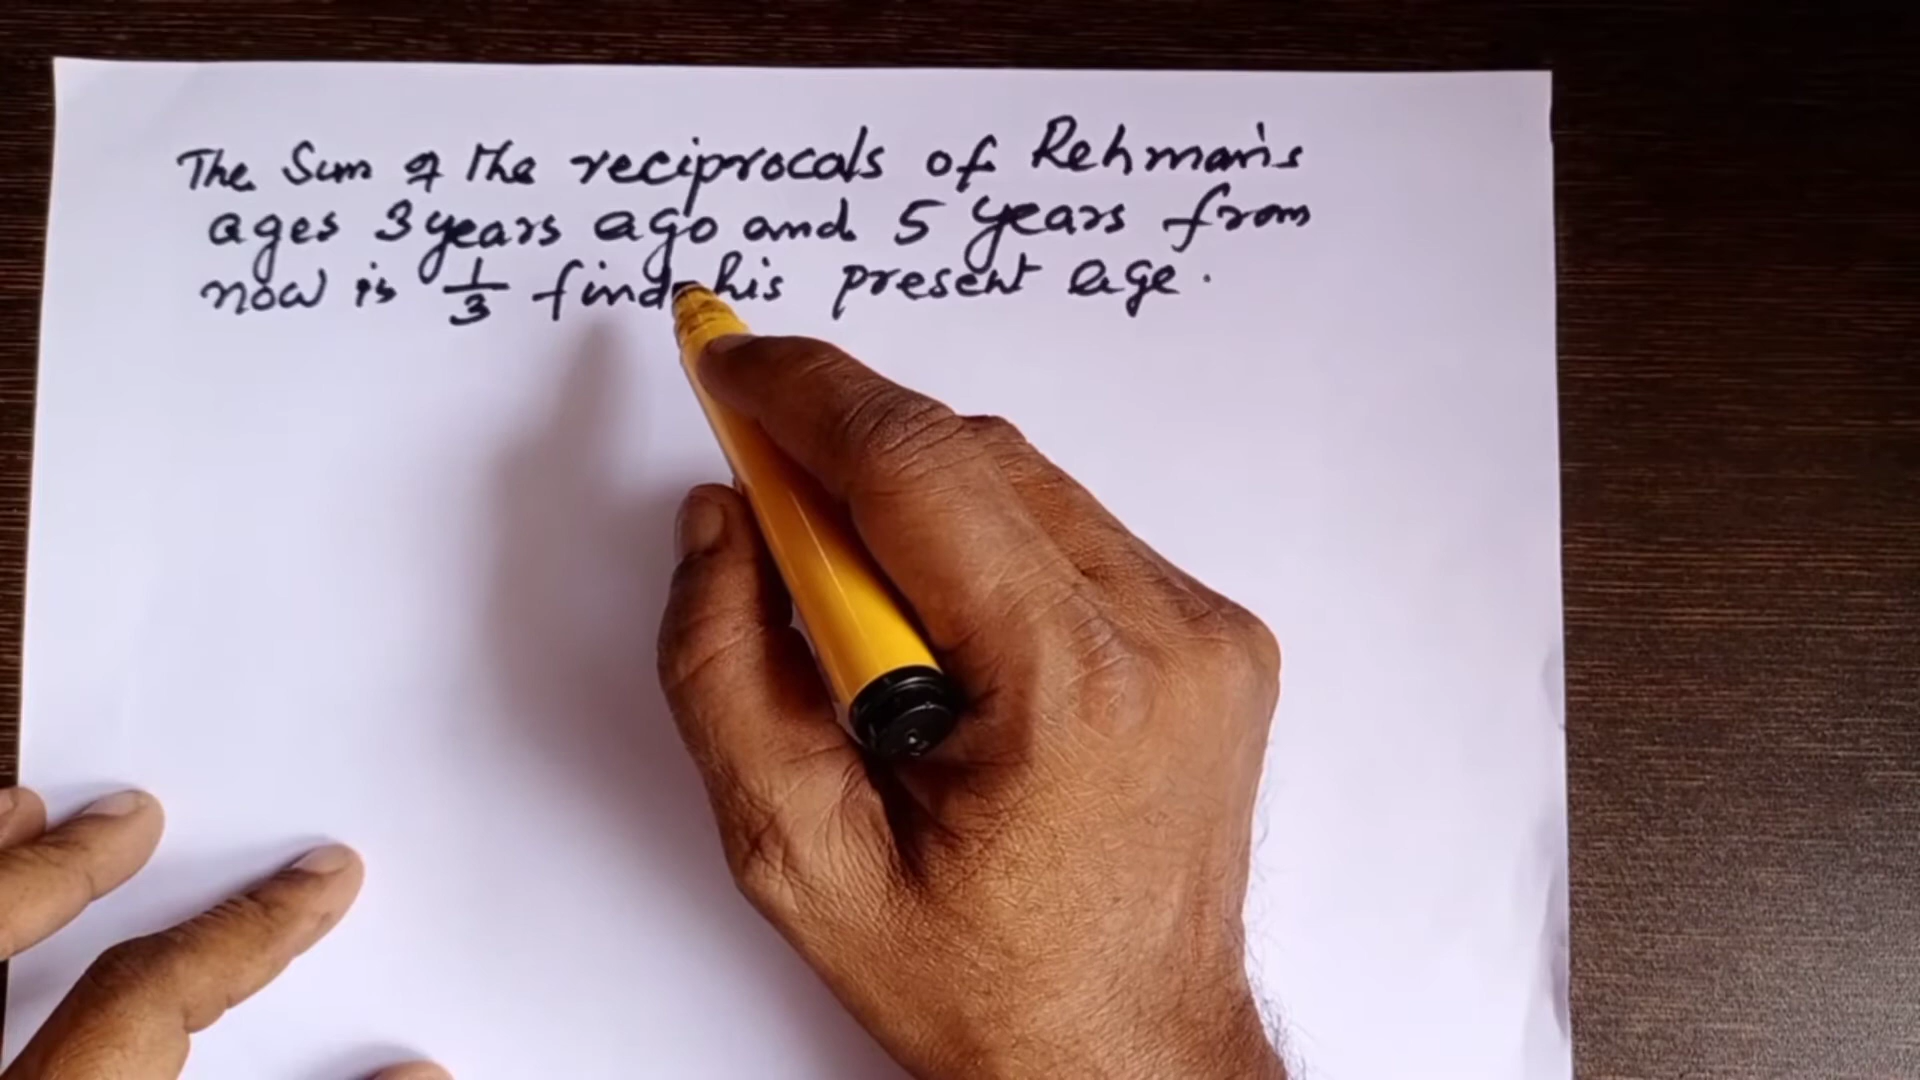 The Sum of the reciprocals of Rehman's
ages 3 years ago and 5 years from
now is 1/3 find his present age.